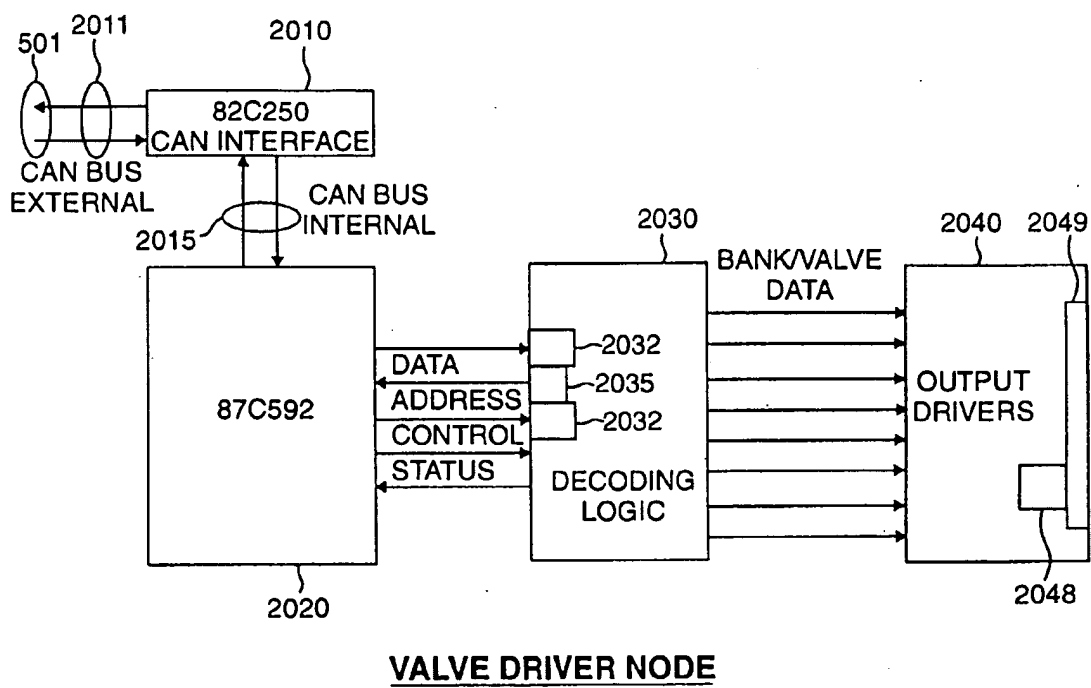 501
2011
2010
82C250
CAN INTERFACE
CAN BUS
EXTERNAL
CAN BUS
INTERNAL
2015
2030
BANK/VALVE
DATA
2040
2049
87C592
DATA
ADDRESS
CONTROL
STATUS
2032
2035
2032
DECODING
LOGIC
OUTPUT
DRIVERS
2020
2048
VALVE DRIVER NODE